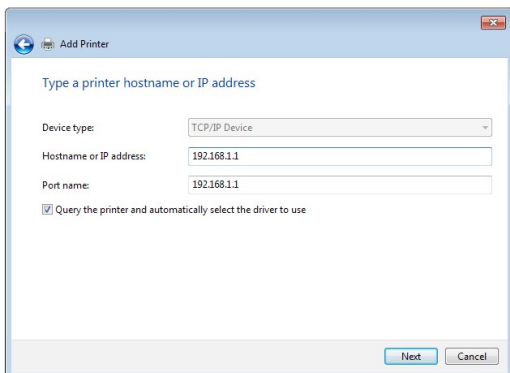 Add Printer
Type a printer hostname or IP address
Device type: TCP/IP Device
Hostname or IP address: 192.168.1.1
Port name: 192.168.1.1
Query the printer and automatically select the driver to use
Next Cancel